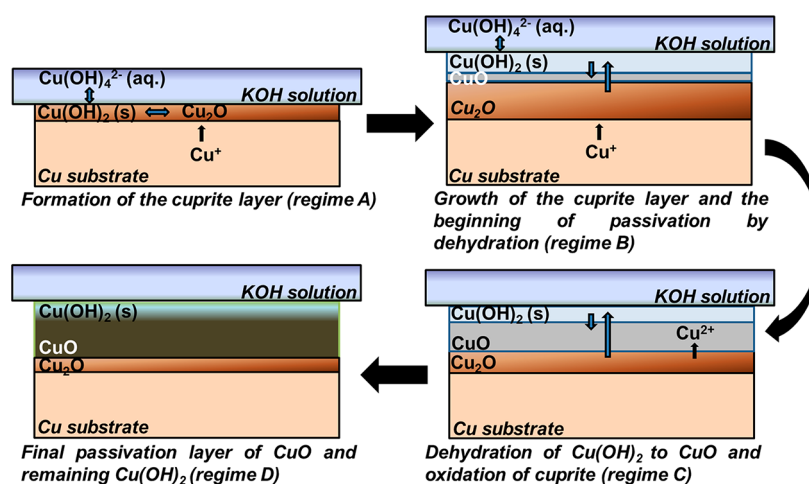 Cu(OH)₄²⁻ (aq.)
KOH solution
Cu(OH)₂ (s)
Cu₂O
Cu⁺
Cu substrate
Formation of the cuprite layer (regime A)
Cu(OH)₄²⁻ (aq.)
KOH solution
Cu(OH)₂ (s)
CuO
Cu₂O
Cu⁺
Cu substrate
Growth of the cuprite layer and the
beginning of passivation by
dehydration (regime B)
KOH solution
Cu(OH)₂ (s)
CuO
Cu₂O
Cu substrate
Final passivation layer of CuO and
remaining Cu(OH)₂ (regime D)
KOH solution
Cu(OH)₂ (s)
Cu²⁺
CuO
Cu₂O
Cu substrate
Dehydration of Cu(OH)₂ to CuO and
oxidation of cuprite (regime C)